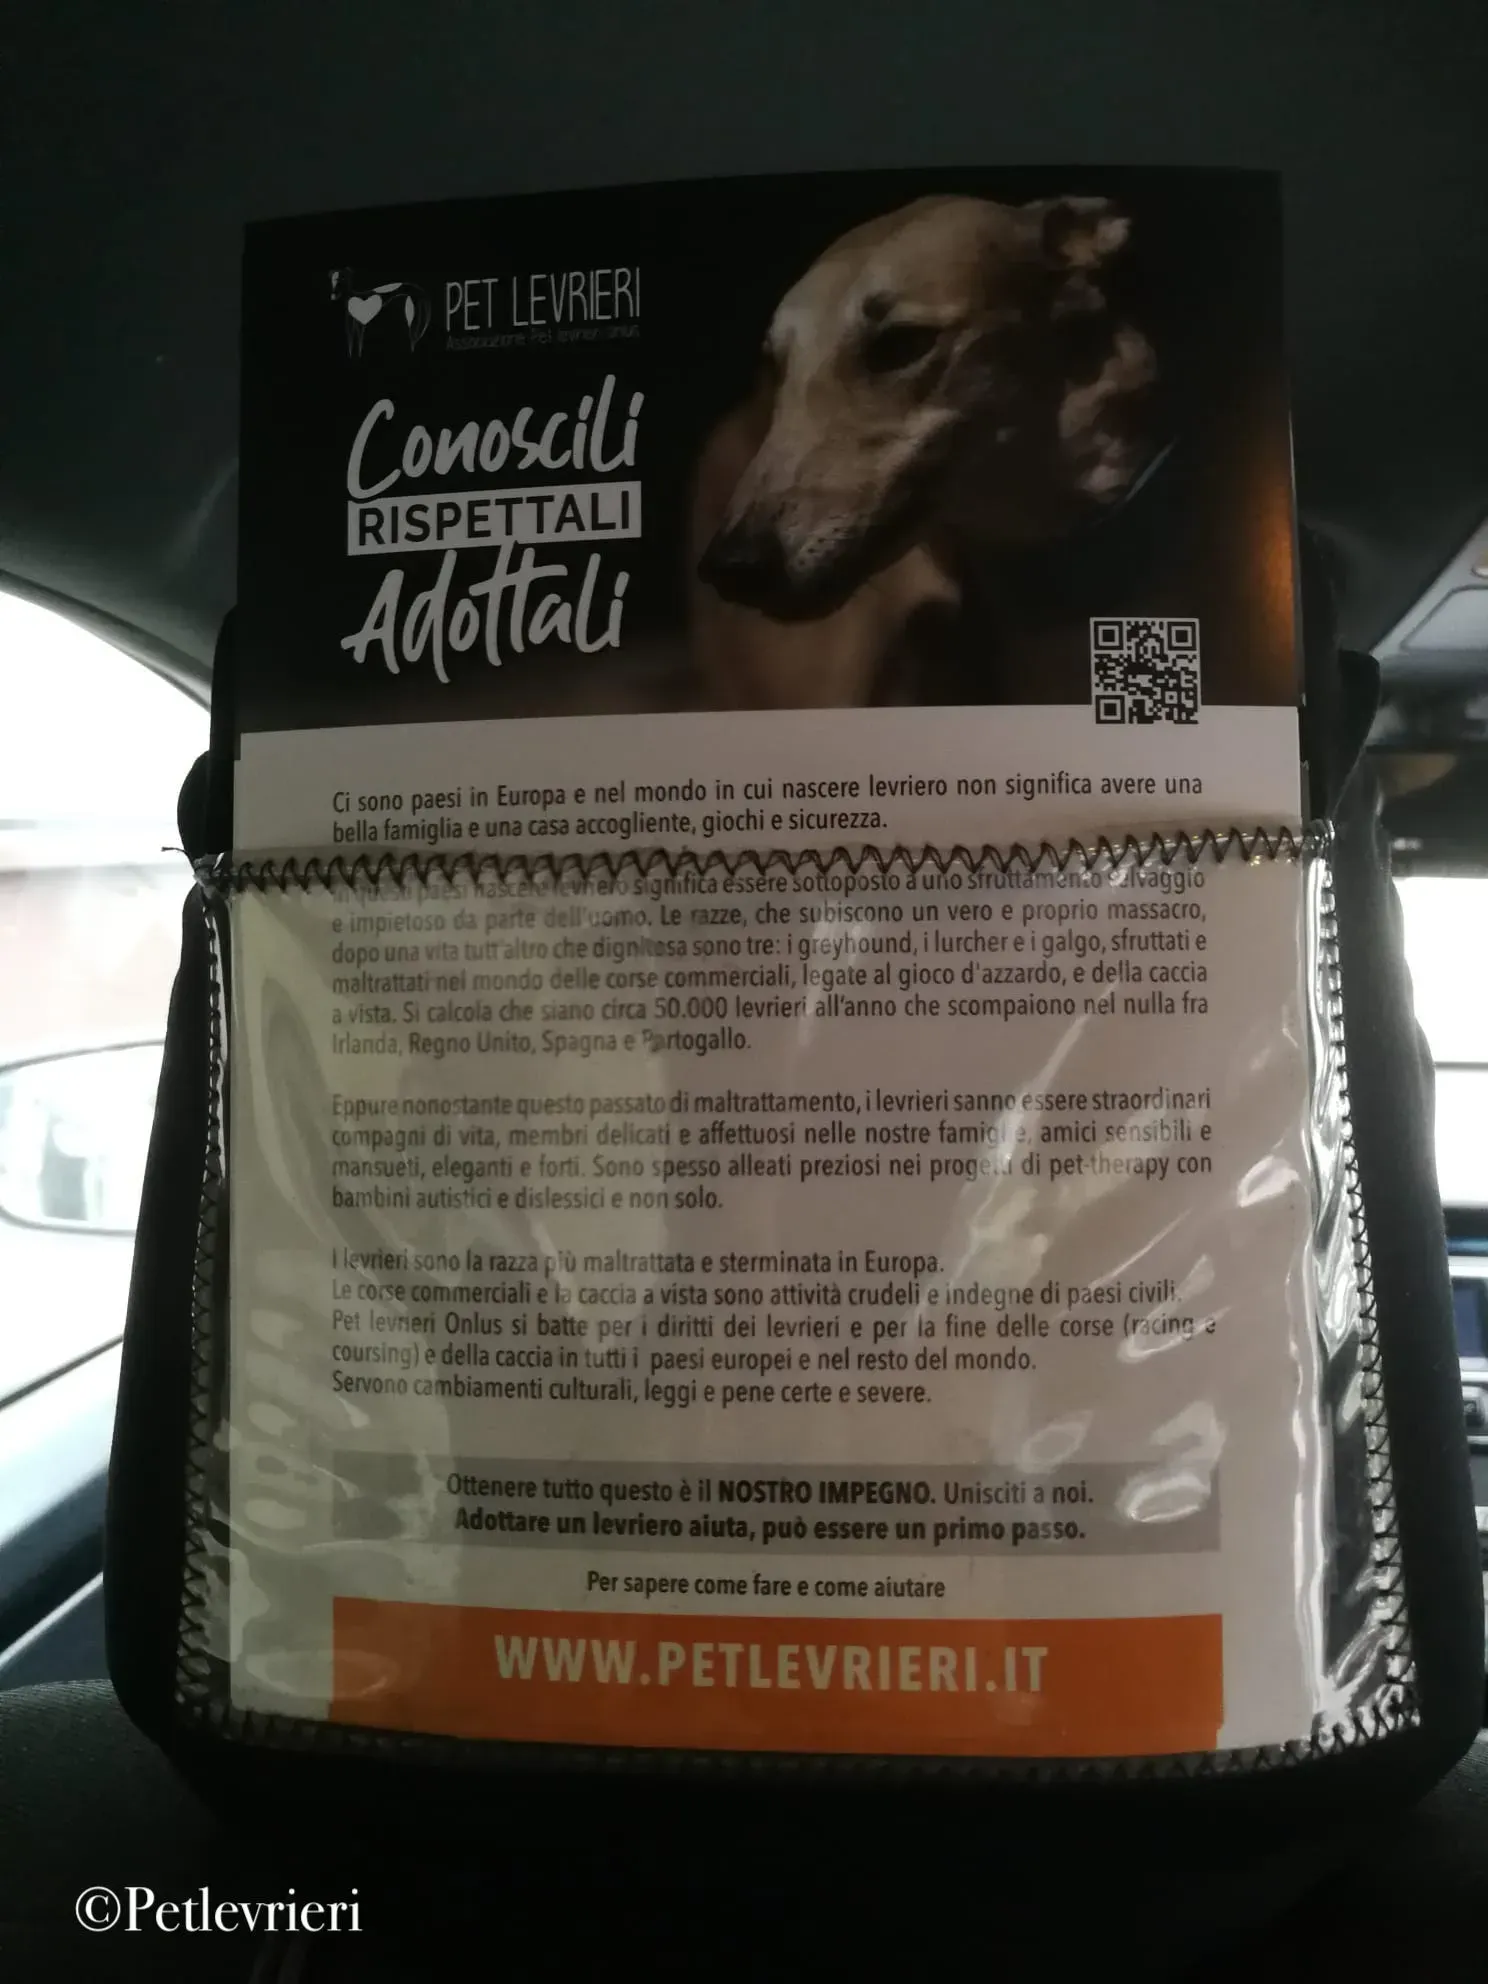 PET LEVRIERI
Associazione Pet levrieri onlus
Conoscili
RISPETTALI
Adottali
Ci sono paesi in Europa e nel mondo in cui nascere levriero non significa avere una
bella famiglia e una casa accogliente, giochi e sicurezza.
In questi paesi nascere levriero significa essere sottoposto a uno sfruttamento selvaggio
e impietoso da parte dell'uomo. Le razze, che subiscono un vero e proprio massacro,
dopo una vita tutt'altro che dignitosa sono tre: i greyhound, i lurcher e i galgo, sfruttati e
maltrattati nel mondo delle corse commerciali, legate al gioco d'azzardo, e della caccia
a vista. Si calcola che siano circa 50.000 levrieri all'anno che scompaiono nel nulla fra
Irlanda, Regno Unito, Spagna e Portogallo.
Eppure nonostante questo passato di maltrattamento, i levrieri sanno essere straordinari
compagni di vita, membri delicati e affettuosi nelle nostre famiglie, amici sensibili e
mansueti, eleganti e forti. Sono spesso alleati preziosi nei progetti di pet-therapy con
bambini autistici e dislessici e non solo.
I levrieri sono la razza più maltrattata e sterminata in Europa.
Le corse commerciali e la caccia a vista sono attività crudeli e indegne di paesi civili.
Pet levrieri Onlus si batte per i diritti dei levrieri e per la fine delle corse (racing e
coursing) e della caccia in tutti i paesi europei e nel resto del mondo.
Servono cambiamenti culturali, leggi e pene certe e severe.
Ottenere tutto questo è il NOSTRO IMPEGNO. Unisciti a noi.
Adottare un levriero aiuta, può essere un primo passo.
Per sapere come fare e come aiutare
WWW.PETLEVRIERI.IT
©Petlevrieri